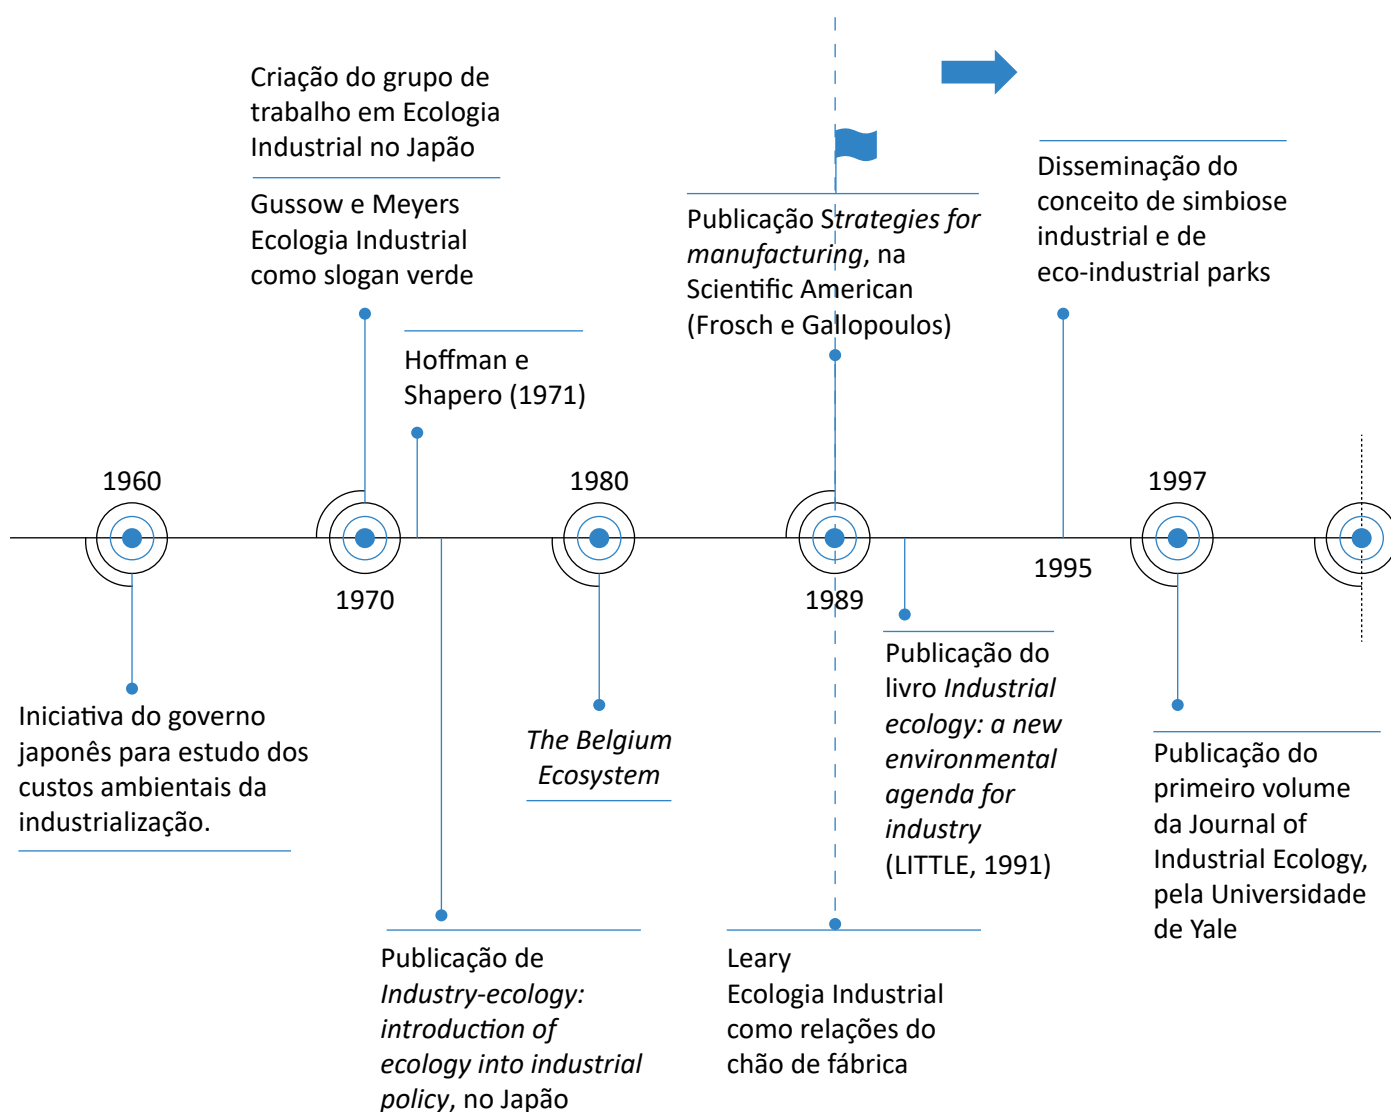 Criação do grupo de
trabalho em Ecologia
Industrial no Japão
Gussow e Meyers
Ecologia Industrial
como slogan verde
Hoffman e
Shapero (1971)
Publicação Strategies for
manufacturing, na
Scientific American
(Frosch e Gallopoulos)
Disseminação do
conceito de simbiose
industrial e de
eco-industrial parks
1960
1970
1980
1989
1995
1997
Iniciativa do governo
japonês para estudo dos
custos ambientais da
industrialização.
Publicação de
Industry-ecology:
introduction of
ecology into industrial
policy, no Japão
The Belgium
Ecosystem
Leary
Ecologia Industrial
como relações do
chão de fábrica
Publicação do
livro Industrial
ecology: a new
environmental
agenda for
industry
(LITTLE, 1991)
Publicação do
primeiro volume
da Journal of
Industrial Ecology,
pela Universidade
de Yale